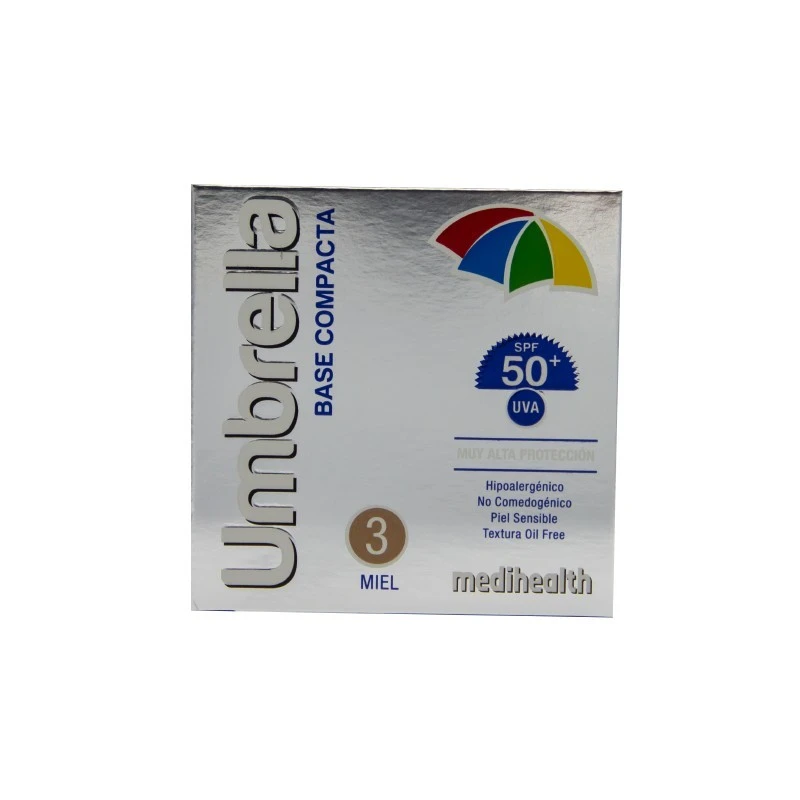 Umbrella
BASE COMPACTA
SPF
50+
UVA
MUY ALTA PROTECCIÓN
Hipoalergénico
No Comedogénico
Piel Sensible
Textura Oil Free
3
MIEL
medihealth